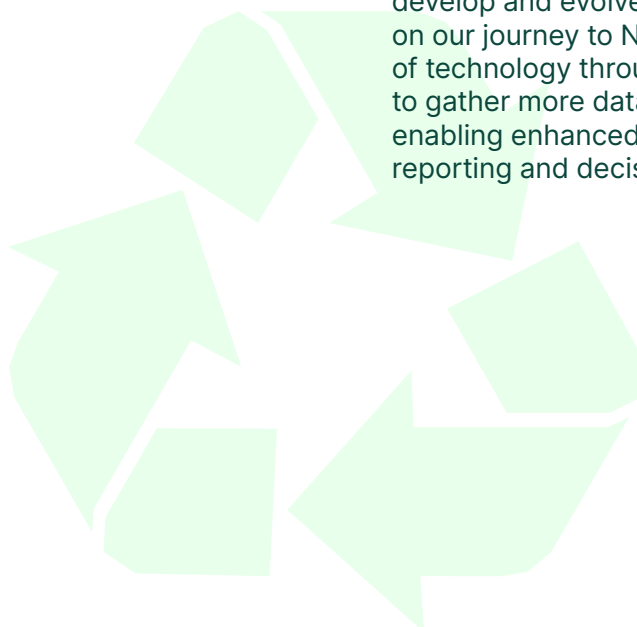 develop and evolve
on our journey to
of technology
to gather more
enabling enhanced
reporting and